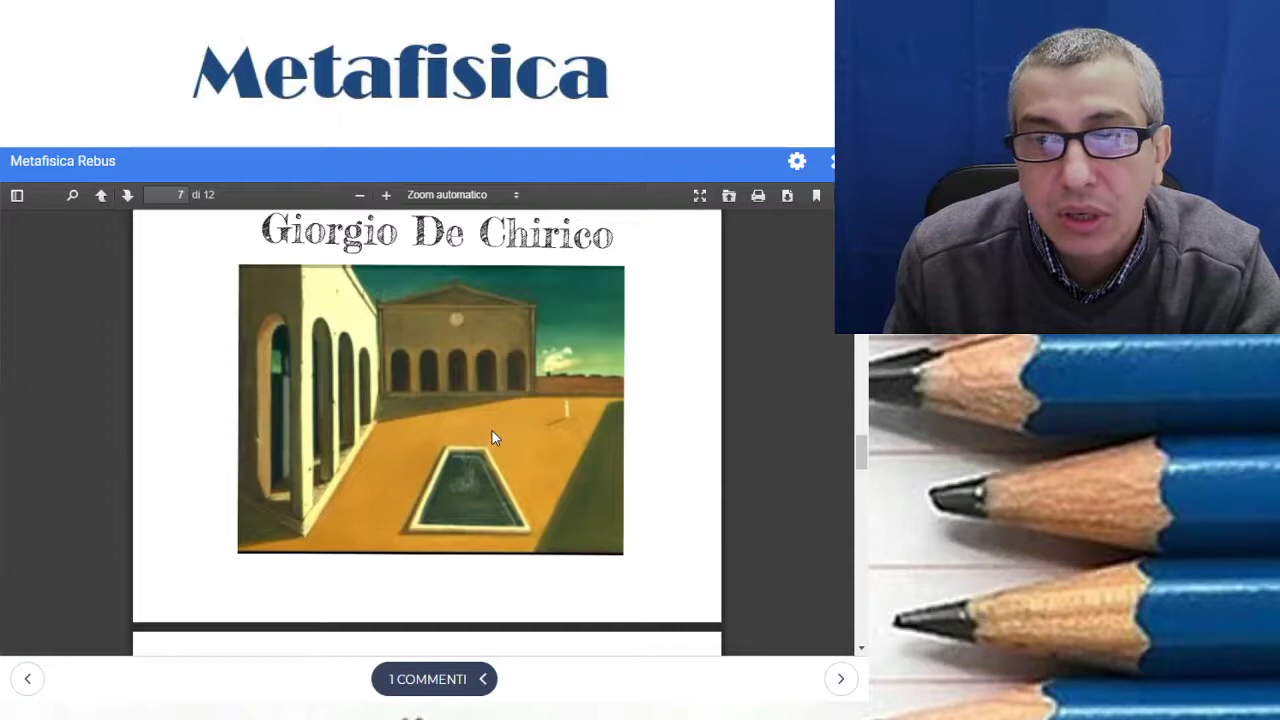 Metafisica
Metafisica Rebus
7 di 12
Zoom automatico
Giorgio De Chirico
1 COMMENTI